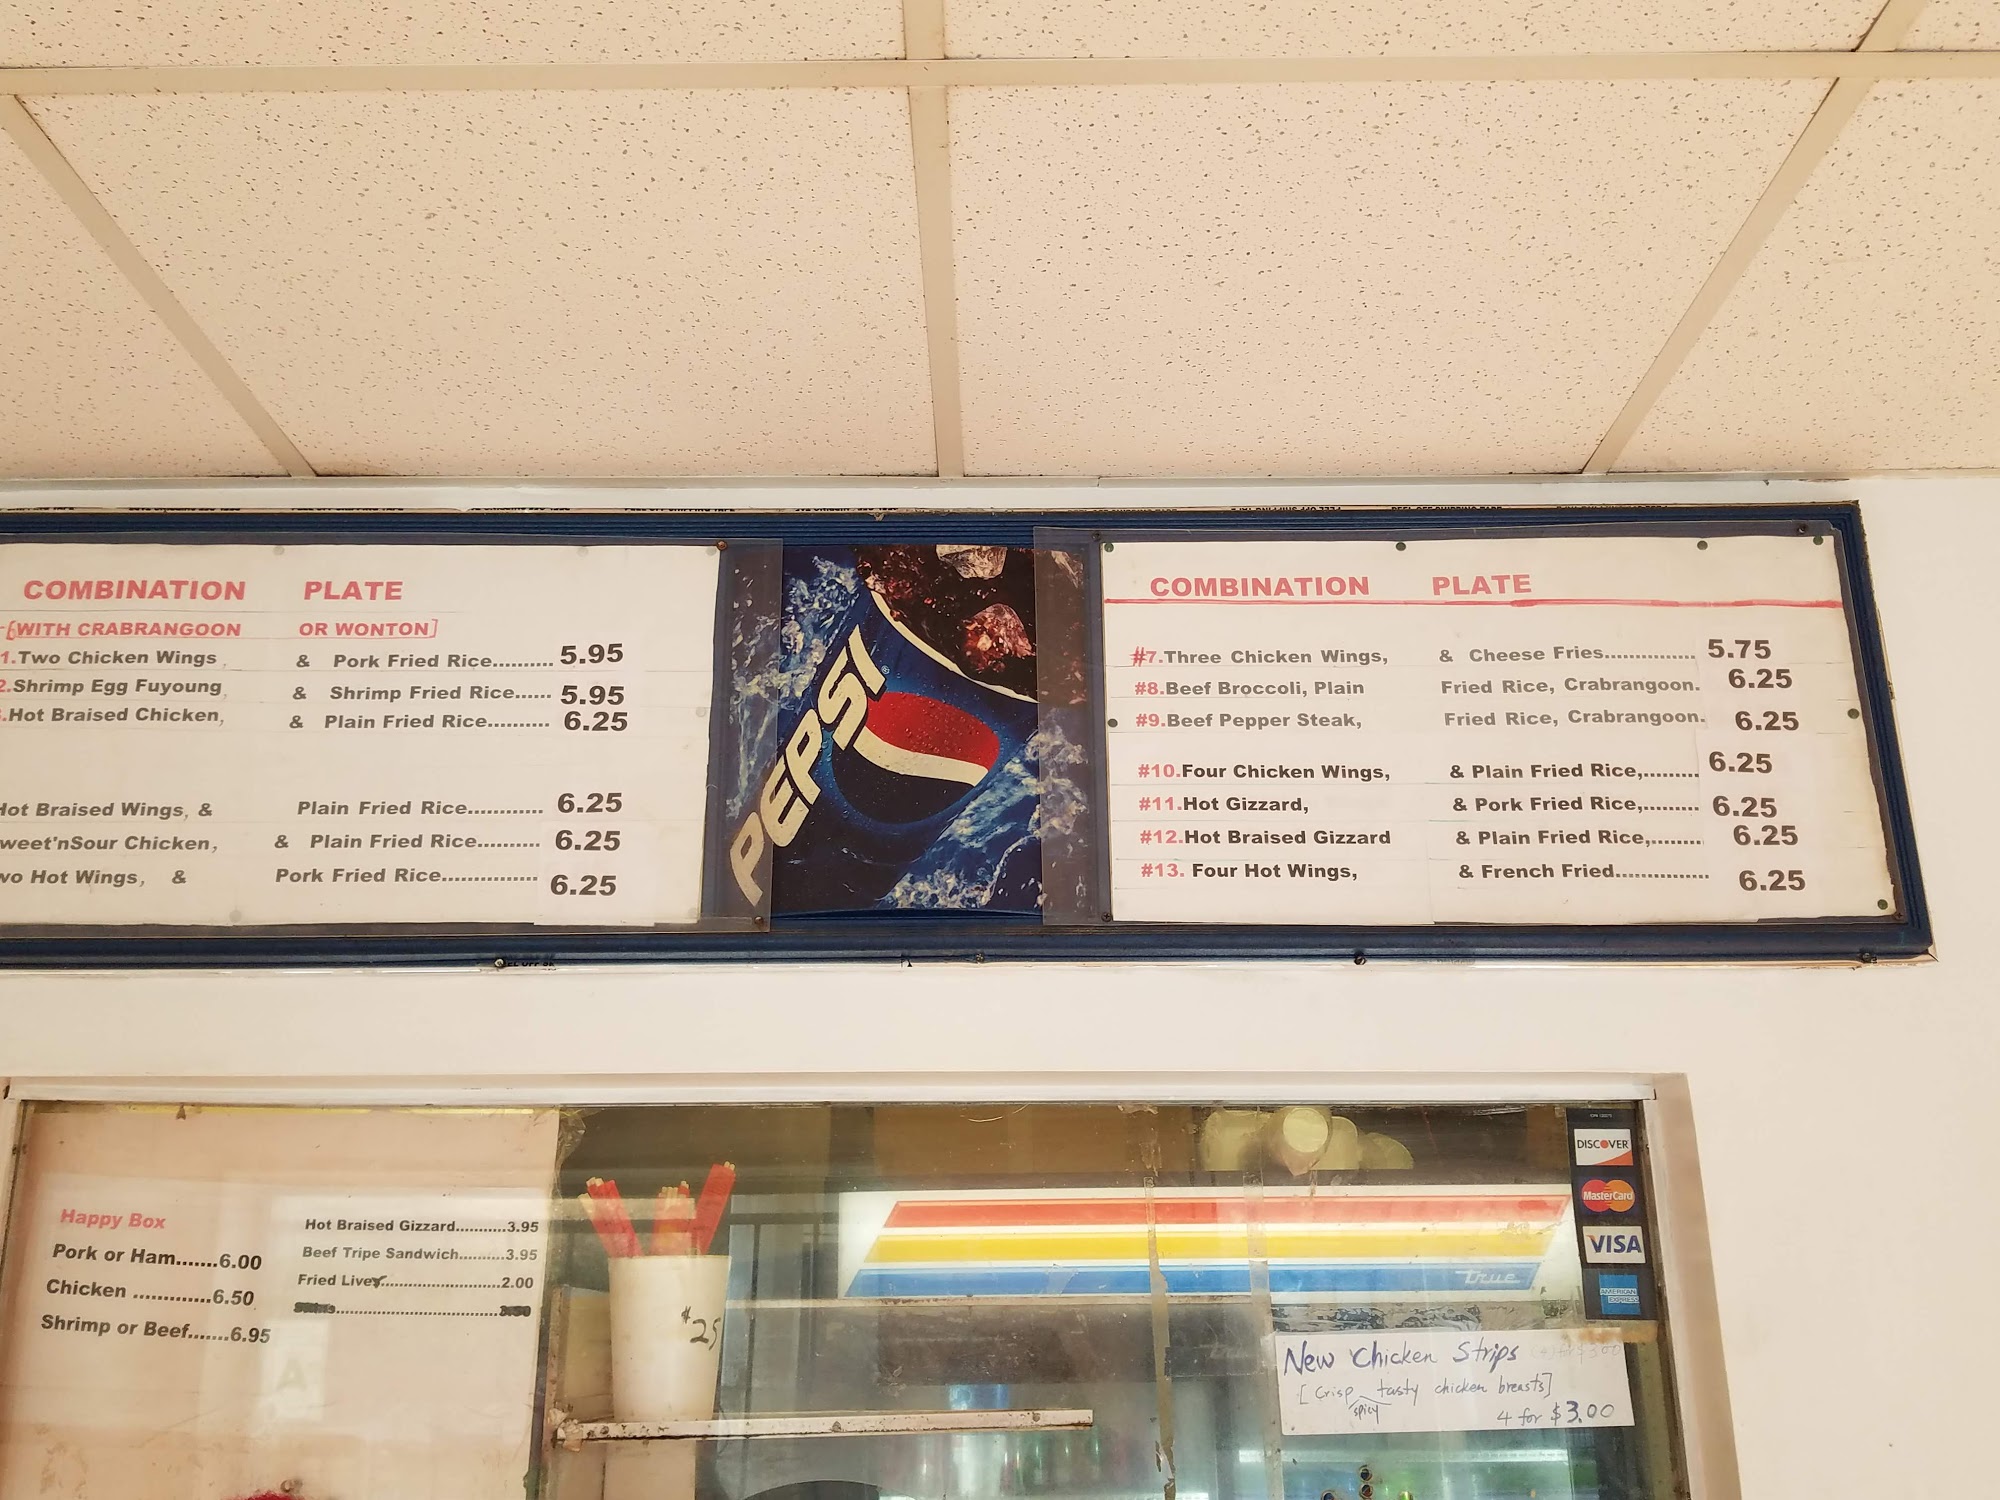 COMBINATION PLATE
[WITH CRABRANGOON OR WONTON]
1.Two Chicken Wings, & Pork Fried Rice.......... 5.95
2.Shrimp Egg Fuyoung, & Shrimp Fried Rice...... 5.95
.Hot Braised Chicken, & Plain Fried Rice.......... 6.25
Hot Braised Wings, & Plain Fried Rice............ 6.25
weet'nSour Chicken, & Plain Fried Rice.......... 6.25
wo Hot Wings, & Pork Fried Rice............... 6.25
PEPSI
COMBINATION PLATE
#7.Three Chicken Wings, & Cheese Fries............... 5.75
#8.Beef Broccoli, Plain Fried Rice, Crabrangoon. 6.25
#9.Beef Pepper Steak, Fried Rice, Crabrangoon. 6.25
#10.Four Chicken Wings, & Plain Fried Rice,......... 6.25
#11.Hot Gizzard, & Pork Fried Rice,......... 6.25
#12.Hot Braised Gizzard & Plain Fried Rice,........ 6.25
#13. Four Hot Wings, & French Fried............... 6.25
Happy Box
Pork or Ham.......6.00
Chicken .............6.50
Shrimp or Beef.......6.95
Hot Braised Gizzard...........3.95
Beef Tripe Sandwich..........3.95
Fried Liver..........................2.00
#25
true
DISCOVER
MasterCard
VISA
AMERICAN EXPRESS
New Chicken Strips
[Crisp tasty chicken breasts]
spicy
4 for $3.00